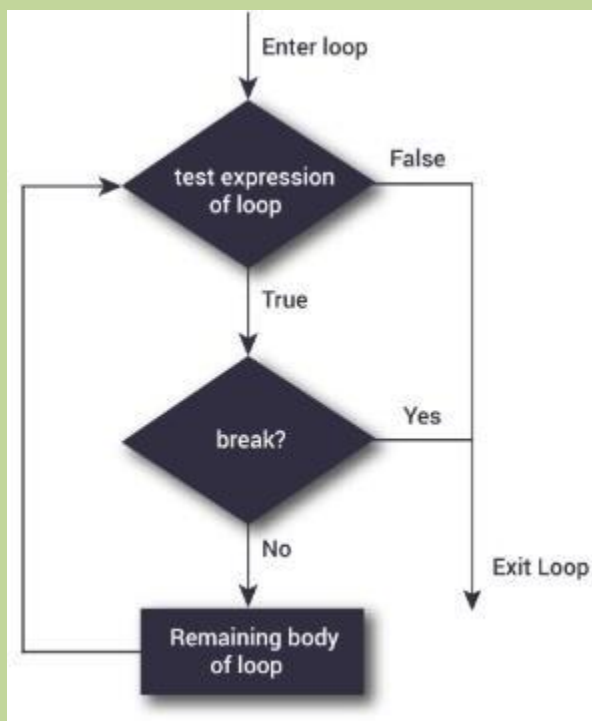 Enter loop
test expression
of loop
False
True
break?
Yes
No
Exit Loop
Remaining body
of loop